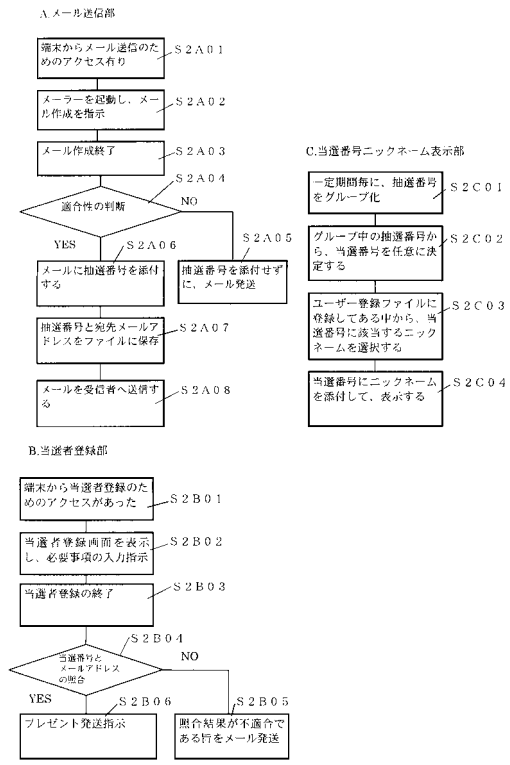 A.メール送信部
端末からメール送信のた
めのアクセス有り
S2A01
メーラーを起動し、メー
ル作成を指示
S2A02
メール作成終了
S2A03
S2A04
適合性の判断
NO
YES
S2A06
メールに抽選番号を添付
する
S2A05
抽選番号を添付せず
に、メール発送
抽選番号と宛先メールア
ドレスをファイルに保存
S2A07
メールを受信者へ送信す
る
S2A08
B.当選者登録部
端末から当選者登録のた
めのアクセスがあった
S2B01
当選者登録画面を表示
し、必要事項の入力指示
S2B02
当選者登録の終了
S2B03
S2B04
当選番号と
メールアドレス
の照合
NO
YES
S2B06
プレゼント発送指示
S2B05
照合結果が不適合で
ある旨をメール発送
C.当選番号ニックネーム表示部
一定期間毎に、抽選番号
をグループ化
S2C01
グループ中の抽選番号か
ら、当選番号を任意に決
定する
S2C02
ユーザー登録ファイルに
登録してある中から、当
選番号に該当するニック
ネームを選択する
S2C03
当選番号にニックネーム
を添付して、表示する
S2C04